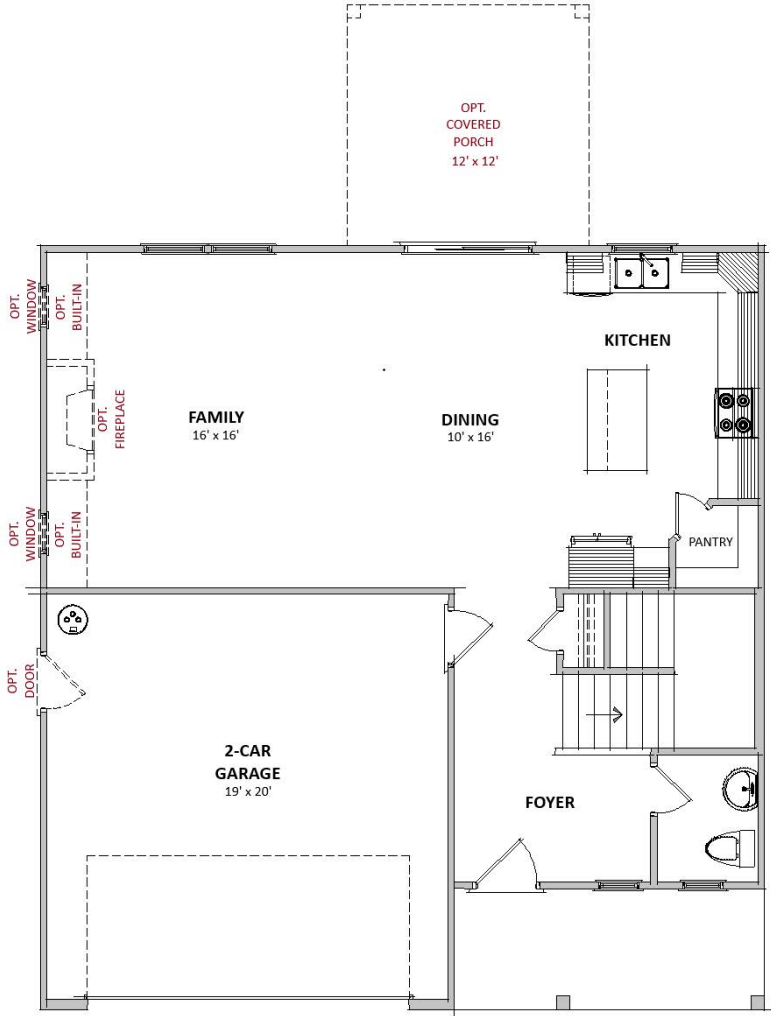 OPT.
COVERED
PORCH
12' x 12'
OPT.
WINDOW
OPT.
BUILT-IN
KITCHEN
OPT.
FIREPLACE
FAMILY
16' x 16'
DINING
10' x 16'
OPT.
WINDOW
OPT.
BUILT-IN
PANTRY
OPT.
DOOR
2-CAR
GARAGE
19' x 20'
FOYER